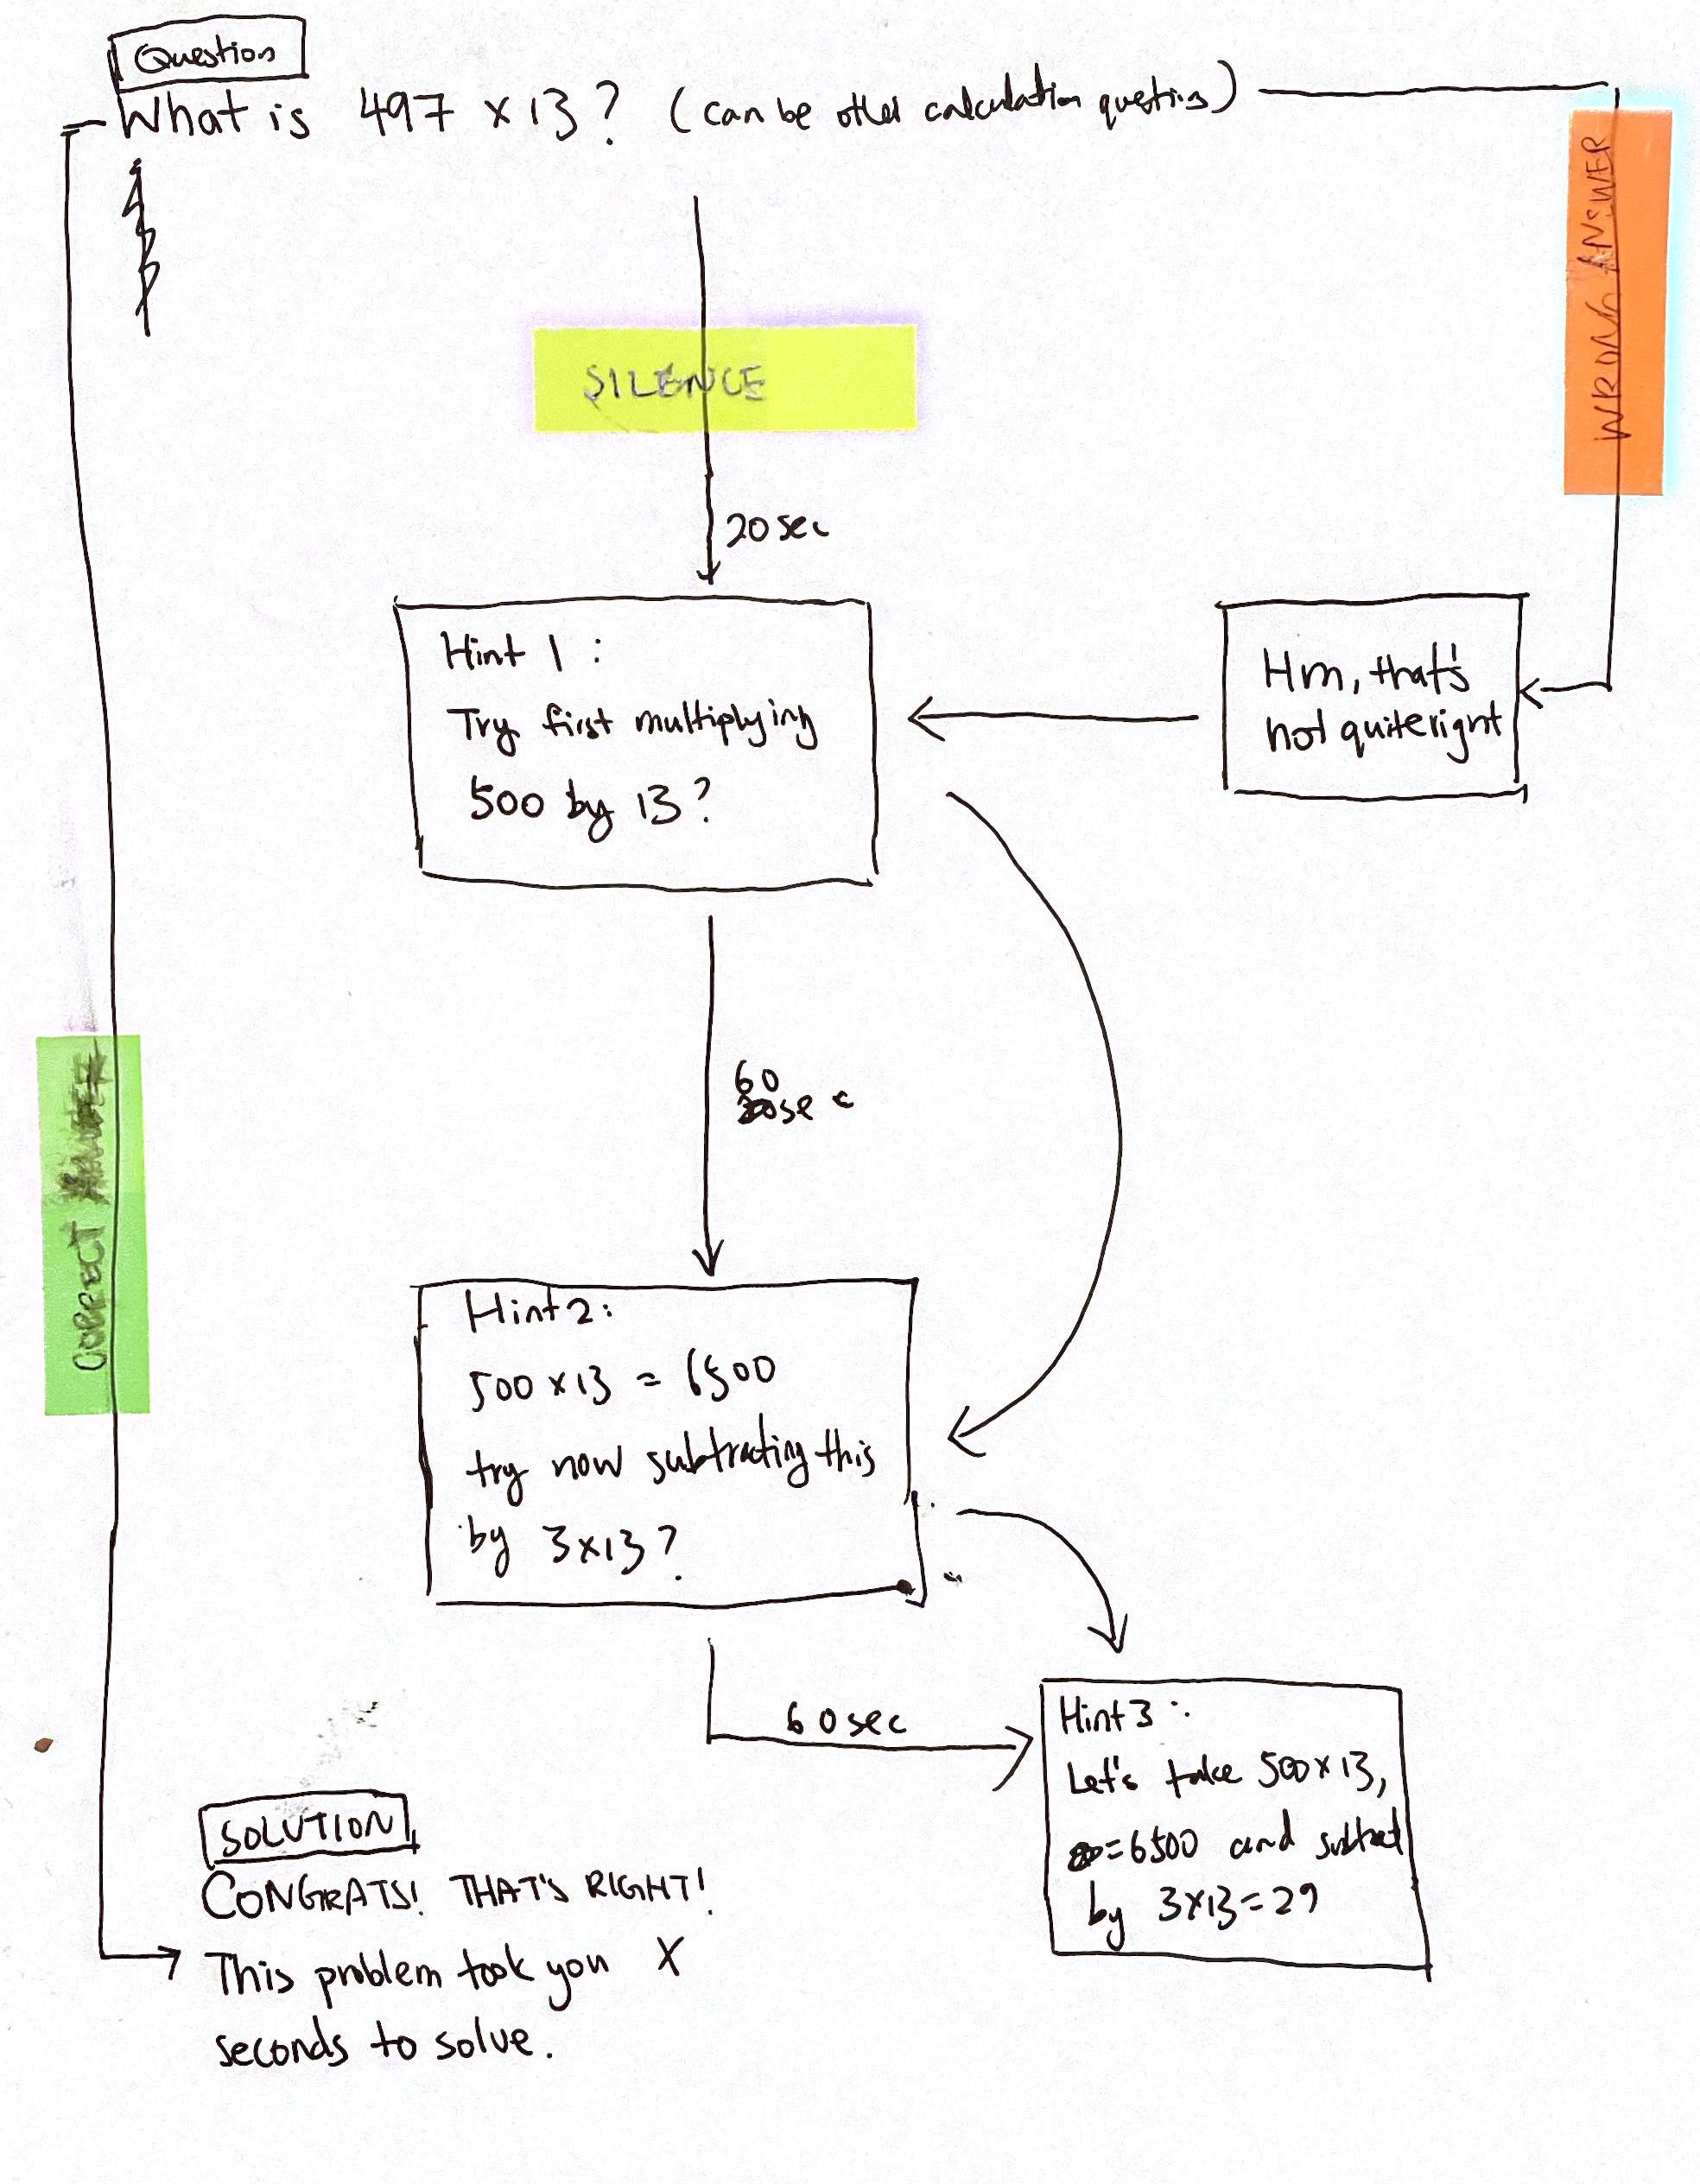 Question
What is 497 x 13? (can be other calculation questions)
WRONG ANSWER
SILENCE
20 sec
Hint 1:
Try first multiplying
500 by 13?
Hm, that's
not quite right
60
sec
CORRECT
Hint 2:
500 x 13 = 6500
try now subtracting this
by 3x13?
60 sec
Hint 3:
Let's take 500 x 13,
=6500 and subtract
by 3x13=29
SOLUTION
CONGRATS! THAT'S RIGHT!
This problem took you X
seconds to solve.